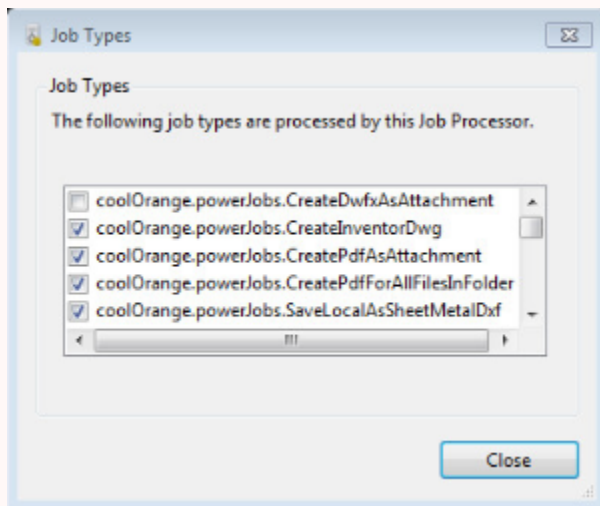 Job Types
Job Types
The following job types are processed by this Job Processor.
coolOrange.powerJobs.CreateDwfxAsAttachment
coolOrange.powerJobs.CreateInventorDwg
coolOrange.powerJobs.CreatePdfAsAttachment
coolOrange.powerJobs.CreatePdfForAllFilesInFolder
coolOrange.powerJobs.SaveLocalAsSheetMetalDxf
Close